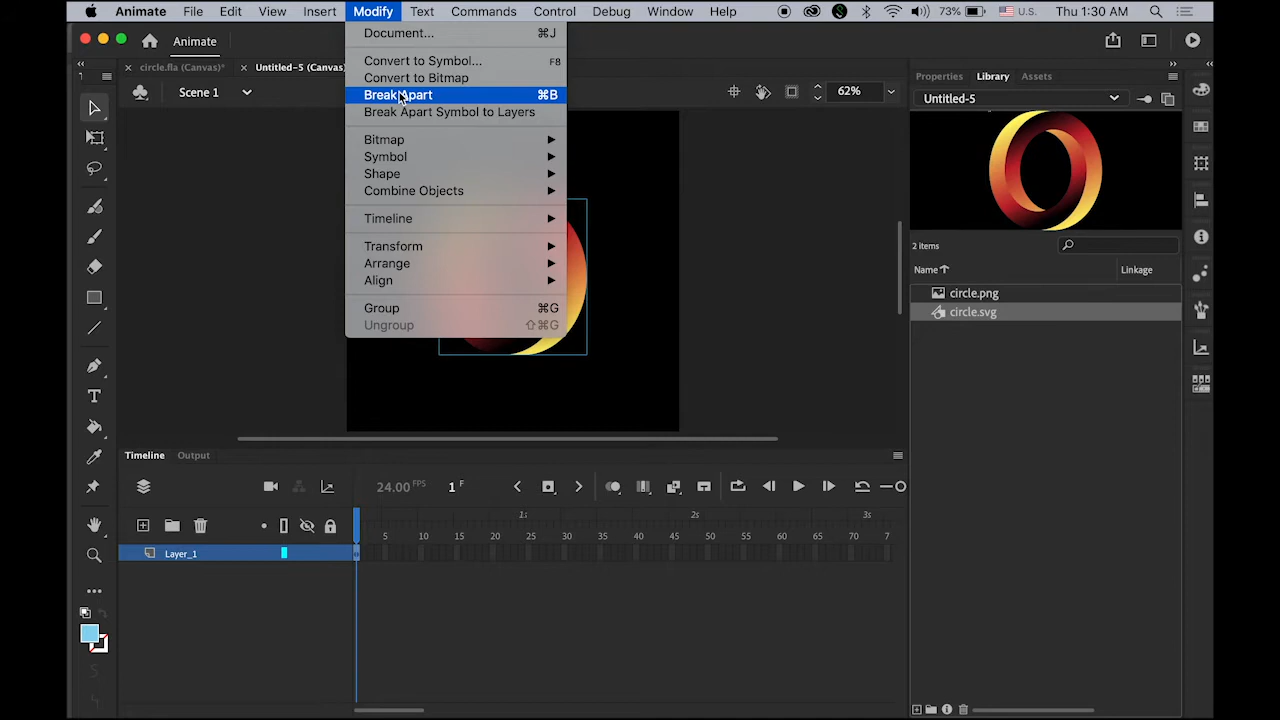 Animate File Edit View Insert Modify Text Commands Control Debug Window Help 73% U.S. Thu 1:30 AM
Animate
circle.fla (Canvas)* Untitled-5 (Canvas)
Scene 1 62%
Document... ⌘J
Convert to Symbol... F8
Convert to Bitmap
Break Apart ⌘B
Break Apart Symbol to Layers
Bitmap
Symbol
Shape
Combine Objects
Timeline
Transform
Arrange
Align
Group ⌘G
Ungroup ⇧⌘G
Properties Library Assets
Untitled-5
2 items
Name Linkage
circle.png
circle.svg
Timeline Output
24.00 FPS 1 F
1s 2s 3s
5 10 15 20 25 30 35 40 45 50 55 60 65 70 7
Layer_1